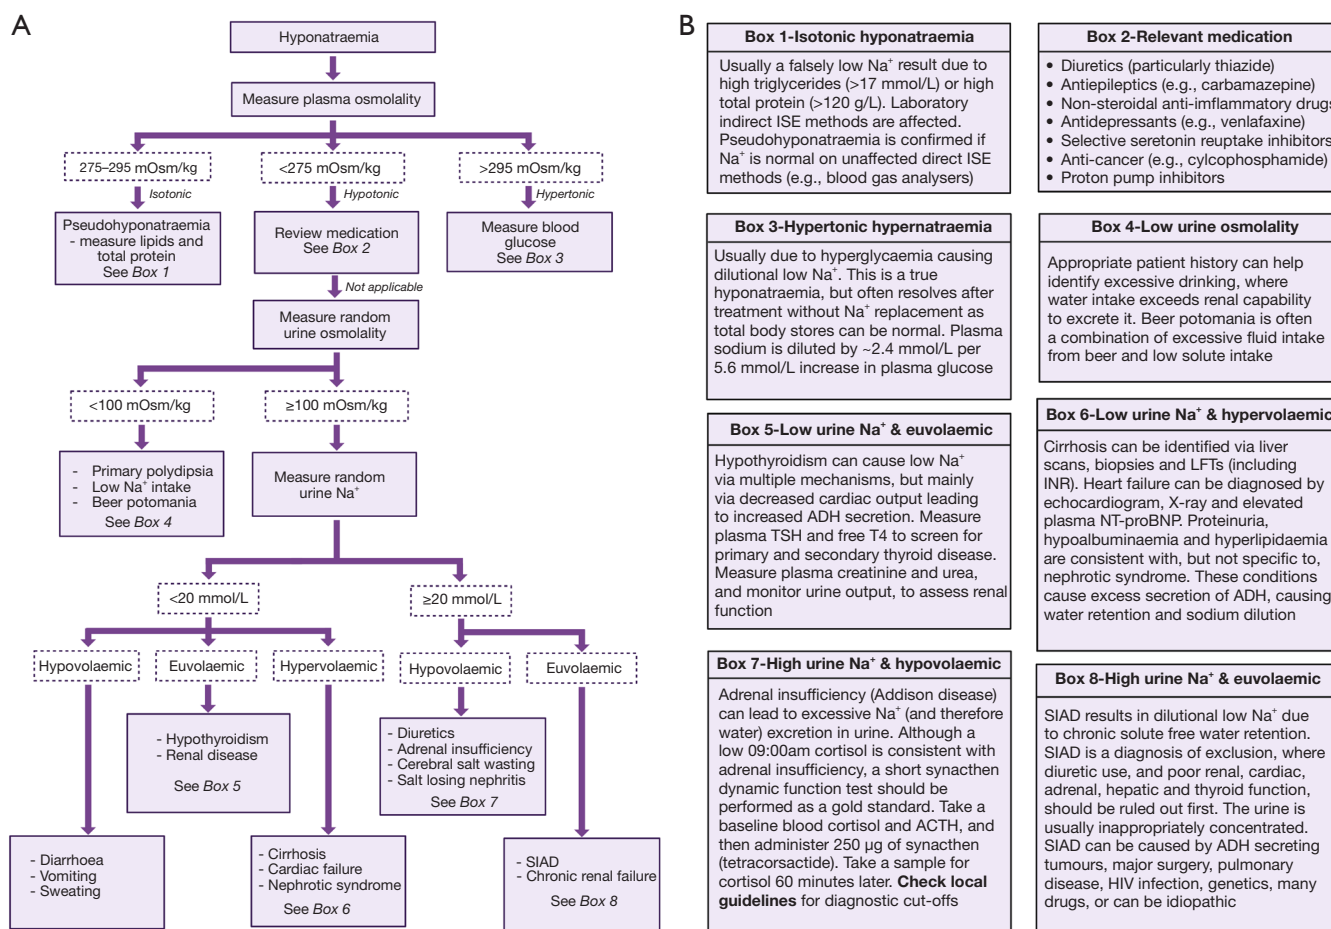 A
Hyponatraemia
Measure plasma osmolality
275–295 mOsm/kg
<275 mOsm/kg
>295 mOsm/kg
Isotonic
Hypotonic
Hypertonic
Pseudohyponatraemia
- measure lipids and
total protein
See Box 1
Review medication
See Box 2
Measure blood
glucose
See Box 3
Not applicable
Measure random
urine osmolality
<100 mOsm/kg
≥100 mOsm/kg
- Primary polydipsia
- Low Na⁺ intake
- Beer potomania
See Box 4
Measure random
urine Na⁺
<20 mmol/L
≥20 mmol/L
Hypovolaemic
Euvolaemic
Hypervolaemic
Hypovolaemic
Euvolaemic
- Hypothyroidism
- Renal disease
See Box 5
- Diuretics
- Adrenal insufficiency
- Cerebral salt wasting
- Salt losing nephritis
See Box 7
- Diarrhoea
- Vomiting
- Sweating
- Cirrhosis
- Cardiac failure
- Nephrotic syndrome
See Box 6
- SIAD
- Chronic renal failure
See Box 8
B
Box 1-Isotonic hyponatraemia
Usually a falsely low Na⁺ result due to
high triglycerides (>17 mmol/L) or high
total protein (>120 g/L). Laboratory
indirect ISE methods are affected.
Pseudohyponatraemia is confirmed if
Na⁺ is normal on unaffected direct ISE
methods (e.g., blood gas analysers)
Box 2-Relevant medication
• Diuretics (particularly thiazide)
• Antiepileptics (e.g., carbamazepine)
• Non-steroidal anti-imflammatory drugs
• Antidepressants (e.g., venlafaxine)
• Selective seretonin reuptake inhibitors
• Anti-cancer (e.g., cylcophosphamide)
• Proton pump inhibitors
Box 3-Hypertonic hypernatraemia
Usually due to hyperglycaemia causing
dilutional low Na⁺. This is a true
hyponatraemia, but often resolves after
treatment without Na⁺ replacement as
total body stores can be normal. Plasma
sodium is diluted by ~2.4 mmol/L per
5.6 mmol/L increase in plasma glucose
Box 4-Low urine osmolality
Appropriate patient history can help
identify excessive drinking, where
water intake exceeds renal capability
to excrete it. Beer potomania is often
a combination of excessive fluid intake
from beer and low solute intake
Box 5-Low urine Na⁺ & euvolaemic
Hypothyroidism can cause low Na⁺
via multiple mechanisms, but mainly
via decreased cardiac output leading
to increased ADH secretion. Measure
plasma TSH and free T4 to screen for
primary and secondary thyroid disease.
Measure plasma creatinine and urea,
and monitor urine output, to assess renal
function
Box 6-Low urine Na⁺ & hypervolaemic
Cirrhosis can be identified via liver
scans, biopsies and LFTs (including
INR). Heart failure can be diagnosed by
echocardiogram, X-ray and elevated
plasma NT-proBNP. Proteinuria,
hypoalbuminaemia and hyperlipidaemia
are consistent with, but not specific to,
nephrotic syndrome. These conditions
cause excess secretion of ADH, causing
water retention and sodium dilution
Box 7-High urine Na⁺ & hypovolaemic
Adrenal insufficiency (Addison disease)
can lead to excessive Na⁺ (and therefore
water) excretion in urine. Although a
low 09:00am cortisol is consistent with
adrenal insufficiency, a short synacthen
dynamic function test should be
performed as a gold standard. Take a
baseline blood cortisol and ACTH, and
then administer 250 µg of synacthen
(tetracorsactide). Take a sample for
cortisol 60 minutes later. Check local
guidelines for diagnostic cut-offs
Box 8-High urine Na⁺ & euvolaemic
SIAD results in dilutional low Na⁺ due
to chronic solute free water retention.
SIAD is a diagnosis of exclusion, where
diuretic use, and poor renal, cardiac,
adrenal, hepatic and thyroid function,
should be ruled out first. The urine is
usually inappropriately concentrated.
SIAD can be caused by ADH secreting
tumours, major surgery, pulmonary
disease, HIV infection, genetics, many
drugs, or can be idiopathic